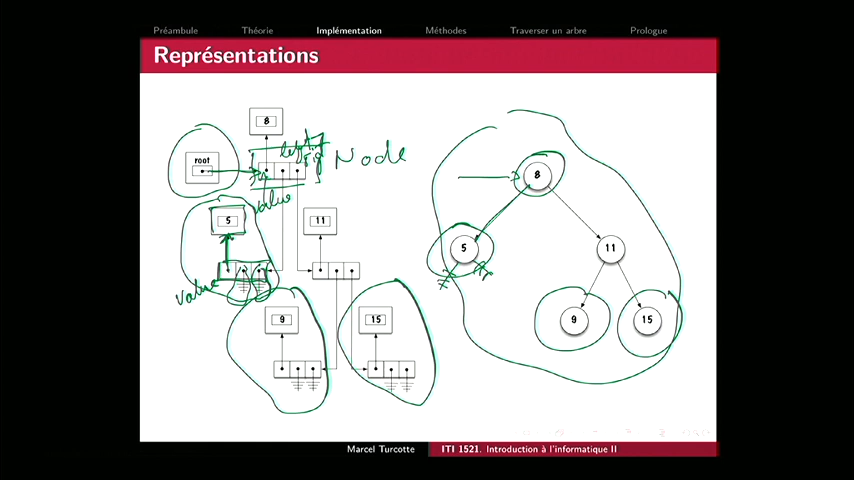 Préambule Théorie Implémentation Méthodes Traverser un arbre Prologue
Représentations
8
left
root
Node
8
value
5
11
5
11
value
9
15
9
15
Marcel Turcotte ITI 1521. Introduction à l'informatique II